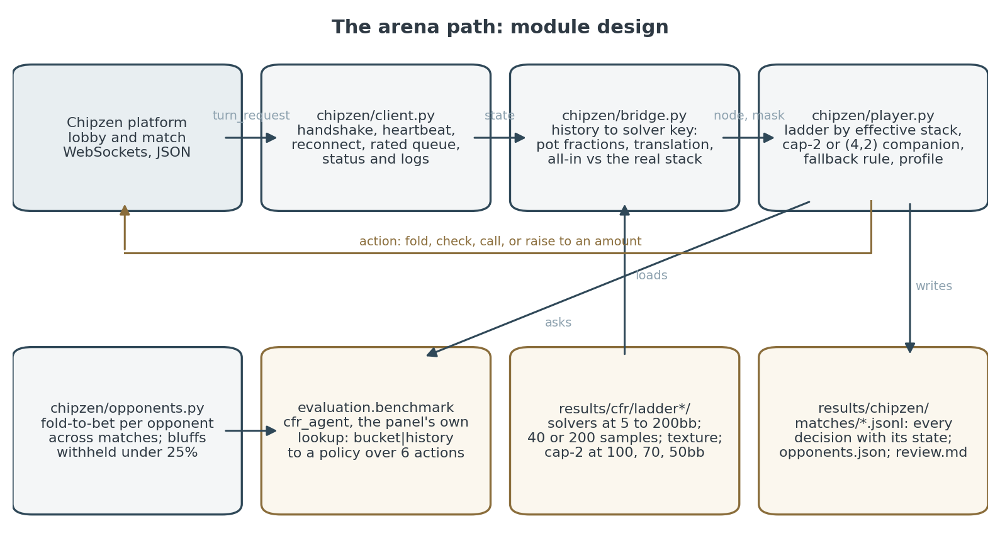 The arena path: module design
Chipzen platform
lobby and match
WebSockets, JSON
turn_request
chipzen/client.py
handshake, heartbeat,
reconnect, rated queue,
status and logs
state
chipzen/bridge.py
history to solver key:
pot fractions, translation,
all-in vs the real stack
node, mask
chipzen/player.py
ladder by effective stack,
cap-2 or (4,2) companion,
fallback rule, profile
action: fold, check, call, or raise to an amount
loads
writes
asks
chipzen/opponents.py
fold-to-bet per opponent
across matches; bluffs
withheld under 25%
evaluation.benchmark
cfr_agent, the panel's own
lookup: bucket|history
to a policy over 6 actions
results/cfr/ladder*/
solvers at 5 to 200bb;
40 or 200 samples; texture;
cap-2 at 100, 70, 50bb
results/chipzen/
matches/*.jsonl: every
decision with its state;
opponents.json; review.md